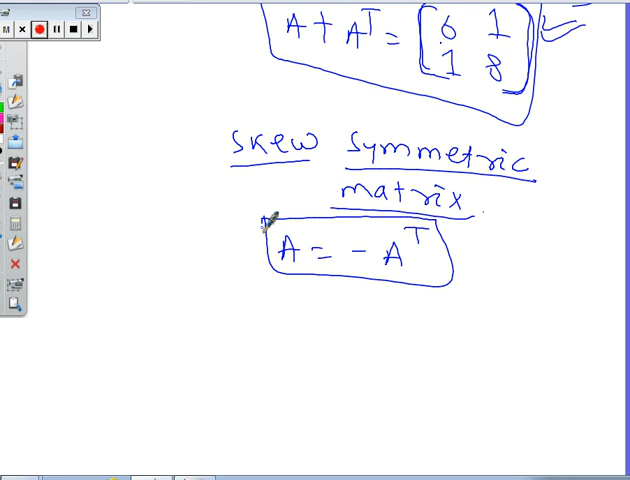 A + A^T = [6 1
1 8]
Skew symmetric
matrix
A = - A^T
M